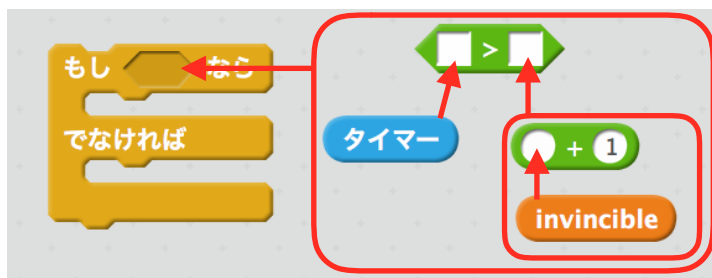 もし なら
>
タイマー
でなければ
+ 1
invincible